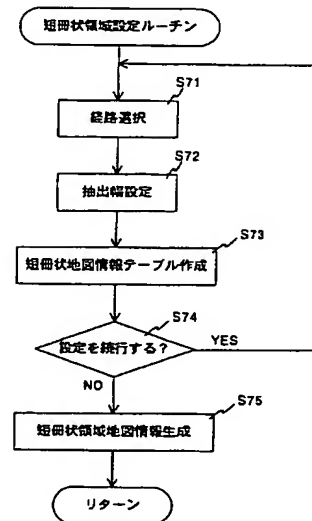 短冊状領域設定ルーチン
S71
経路選択
S72
抽出幅設定
S73
短冊状地図情報テーブル作成
S74
設定を続行する?
YES
NO
S75
短冊状領域地図情報生成
リターン